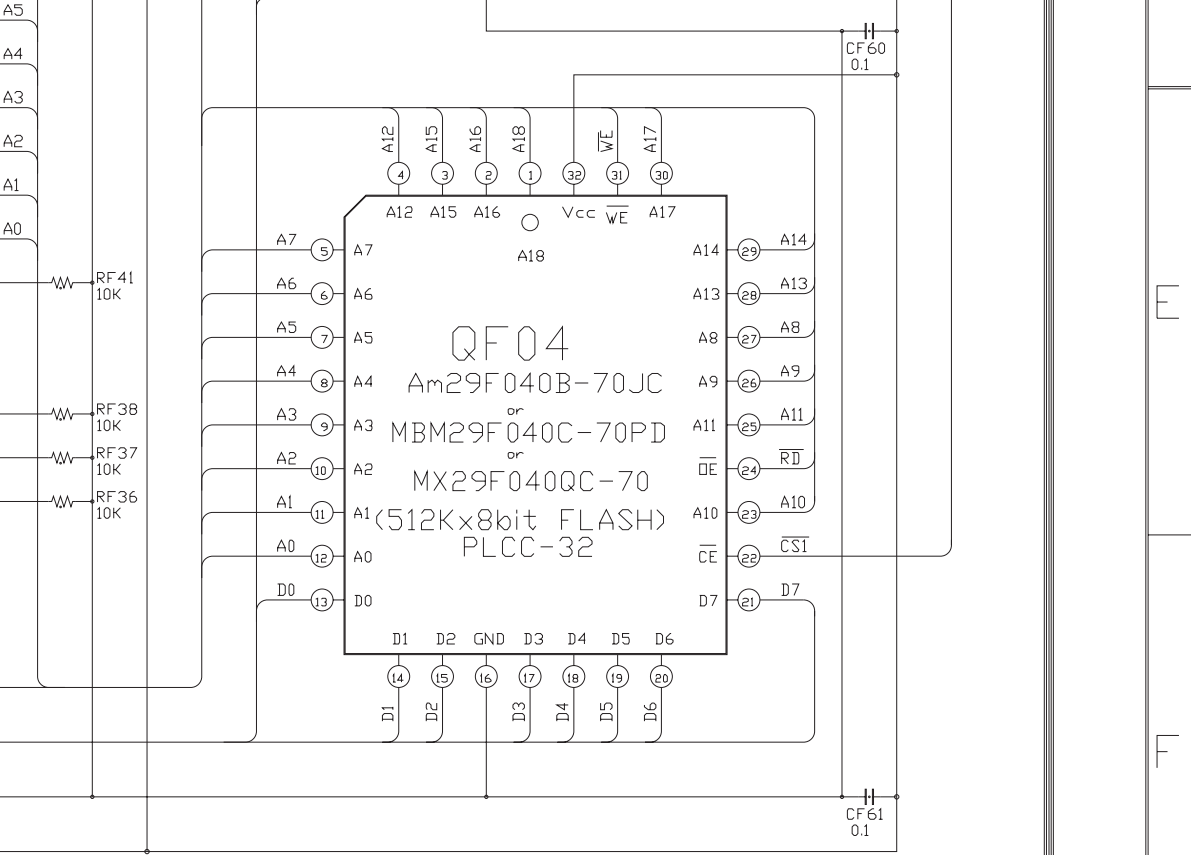 A5
A4
A3
A2
A1
A0
RF41
10K
RF38
10K
RF37
10K
RF36
10K
CF60
0.1
A12
A15
A16
A18
WE
A17
4
3
2
1
32
31
30
A12 A15 A16 Vcc WE A17
A18
A7 5 A7
A6 6 A6
A5 7 A5
A4 8 A4
A3 9 A3
A2 10 A2
A1 11 A1
A0 12 A0
D0 13 D0
QF04
Am29F040B-70JC
or
MBM29F040C-70PD
or
MX29F040QC-70
(512Kx8bit FLASH)
PLCC-32
A14 29 A14
A13 28 A13
A8 27 A8
A9 26 A9
A11 25 A11
OE 24 RD
A10 23 A10
CE 22 CS1
D7 21 D7
D1 D2 GND D3 D4 D5 D6
14 15 16 17 18 19 20
D1
D2
D3
D4
D5
D6
CF61
0.1
E
F